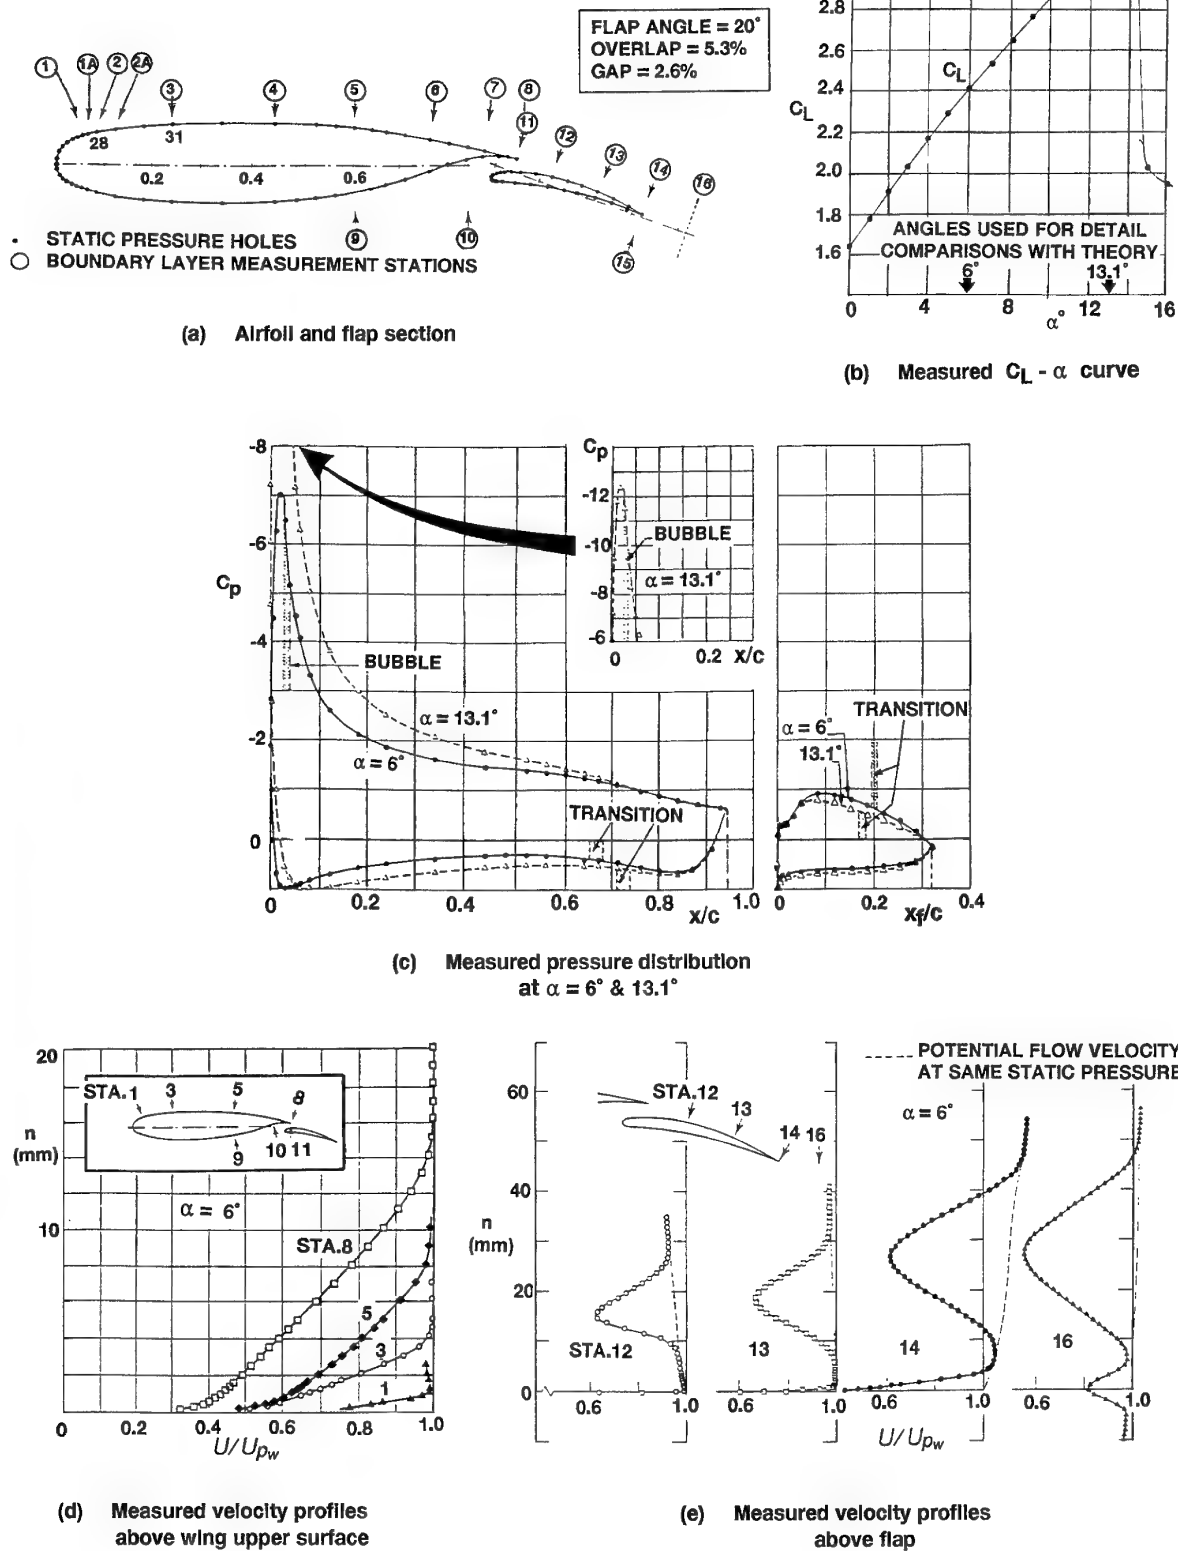 FLAP ANGLE = 20°
OVERLAP = 5.3%
GAP = 2.6%
1 1A 2 2A 3 4 5 6 7 8
11 12 13 14 16
28 31
0.2 0.4 0.6
9 10 15
• STATIC PRESSURE HOLES
○ BOUNDARY LAYER MEASUREMENT STATIONS
(a) Airfoil and flap section
2.8
2.6
2.4
2.2
2.0
1.8
1.6
CL
CL
ANGLES USED FOR DETAIL
COMPARISONS WITH THEORY
6° 13.1°
0 4 8 12 16
α°
(b) Measured CL - α curve
-8
-6
-4
-2
0
1
Cp
BUBBLE
α = 13.1°
α = 6°
TRANSITION
0 0.2 0.4 0.6 0.8 1.0
x/c
Cp
-12
-10
-8
-6
BUBBLE
α = 13.1°
0 0.2 x/c
TRANSITION
α = 6°
13.1°
0 0.2 0.4
xf/c
(c) Measured pressure distribution
at α = 6° & 13.1°
20
n
(mm)
10
0
STA.1 3 5 8
9 10 11
α = 6°
STA.8
5
3
1
0 0.2 0.4 0.6 0.8 1.0
U/Upw
(d) Measured velocity profiles
above wing upper surface
---- POTENTIAL FLOW VELOCITY
AT SAME STATIC PRESSURE
α = 6°
60
40
n
(mm)
20
0
STA.12
13
14 16
STA.12 13 14 16
0.6 1.0 0.6 1.0 0.6 1.0 0.6 1.0
U/Upw
(e) Measured velocity profiles
above flap